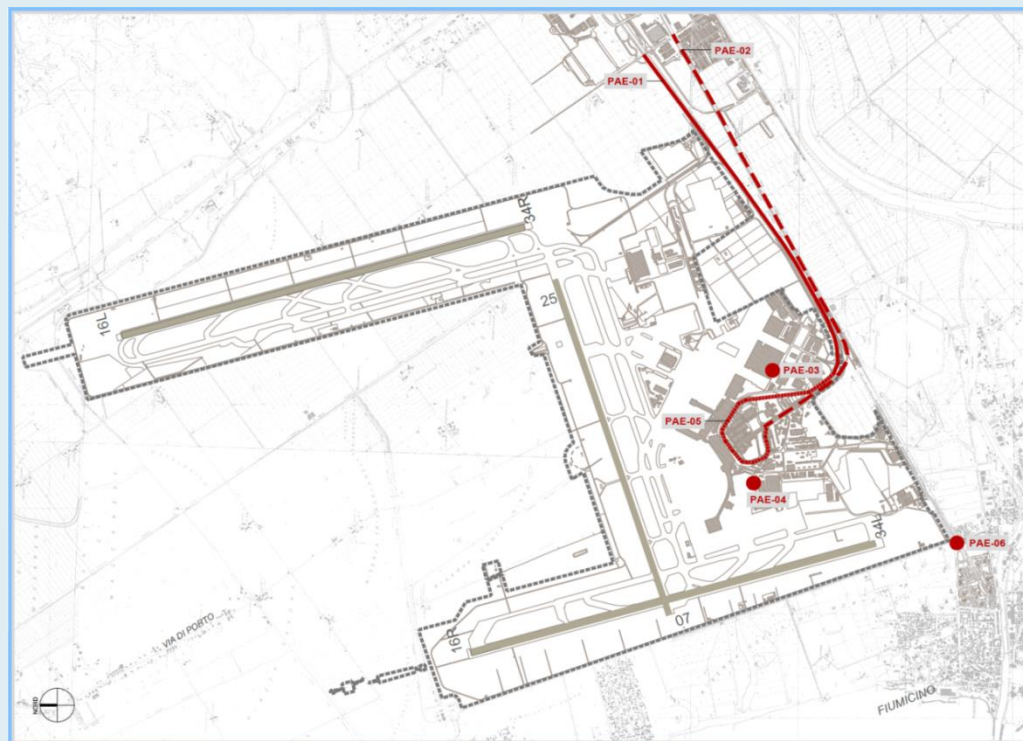 PAE-02
PAE-01
34R
25
16L
PAE-03
PAE-05
PAE-04
34L
PAE-06
16R
07
VIA DI PORTO
FIUMICINO
NORD